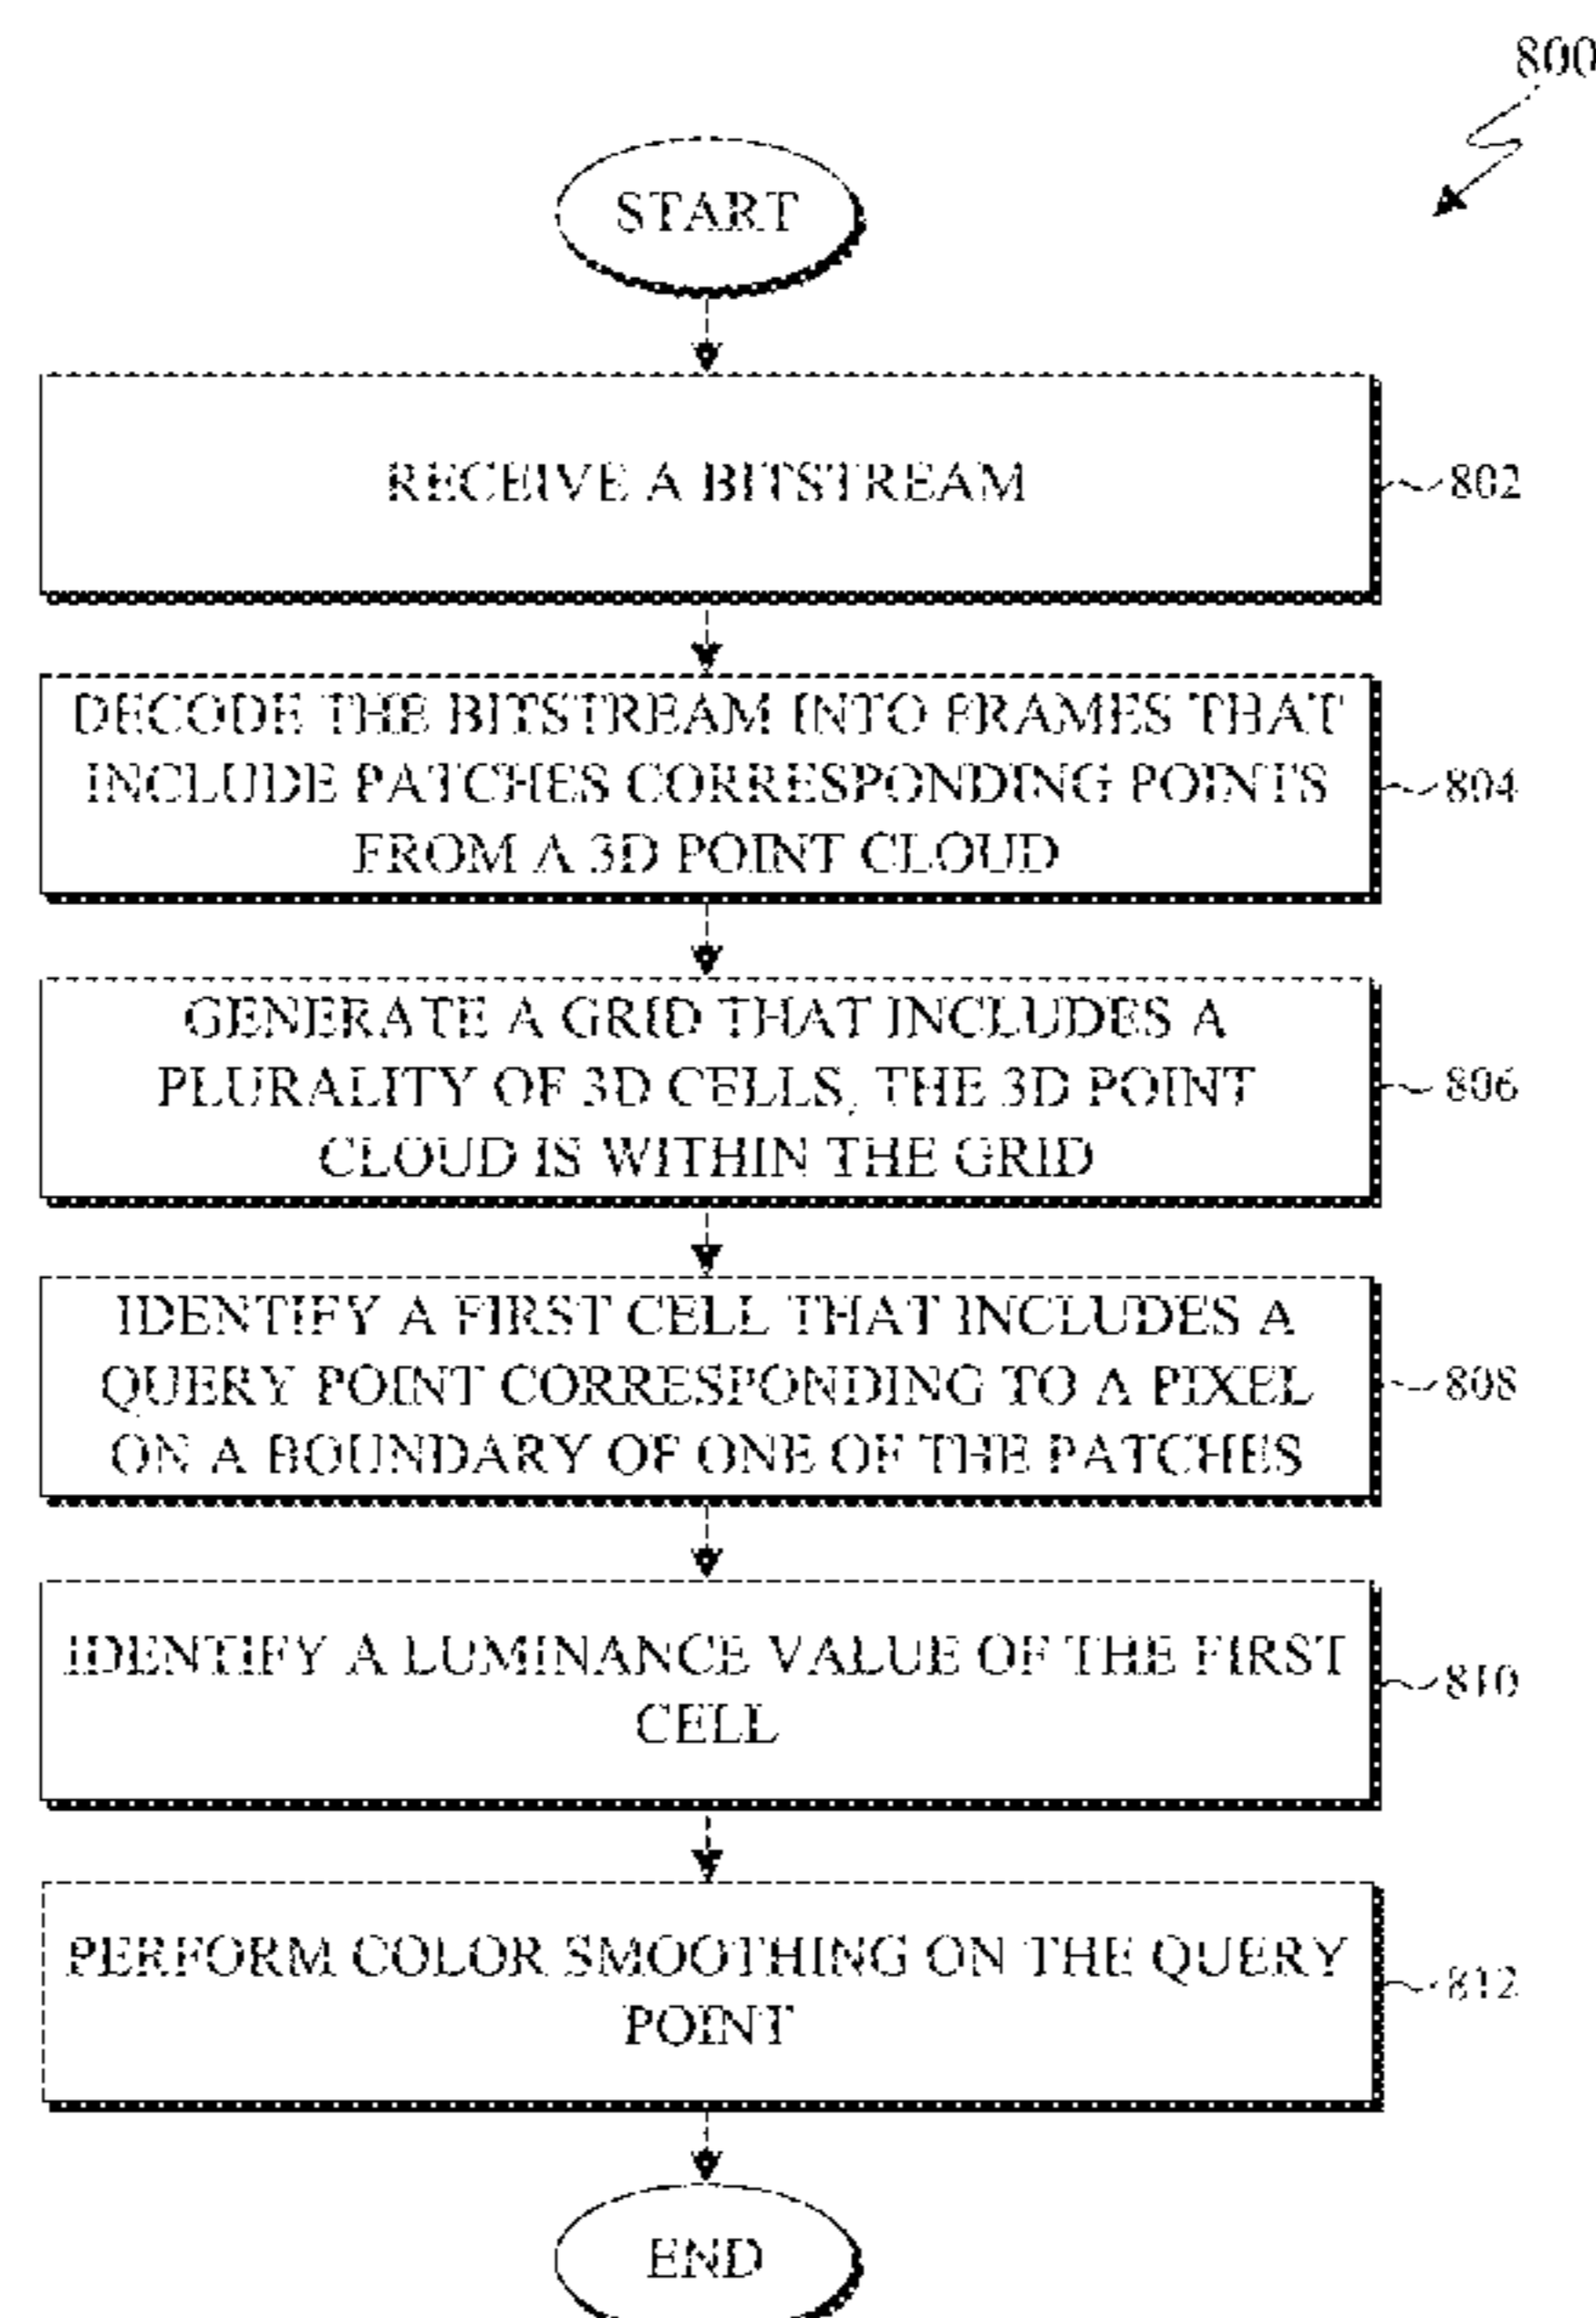 800
START
RECEIVE A BITSTREAM
802
DECODE THE BITSTREAM INTO FRAMES THAT
INCLUDE PATCHES CORRESPONDING POINTS
FROM A 3D POINT CLOUD
804
GENERATE A GRID THAT INCLUDES A
PLURALITY OF 3D CELLS, THE 3D POINT
CLOUD IS WITHIN THE GRID
806
IDENTIFY A FIRST CELL THAT INCLUDES A
QUERY POINT CORRESPONDING TO A PIXEL
ON A BOUNDARY OF ONE OF THE PATCHES
808
IDENTIFY A LUMINANCE VALUE OF THE FIRST
CELL
810
PERFORM COLOR SMOOTHING ON THE QUERY
POINT
812
END